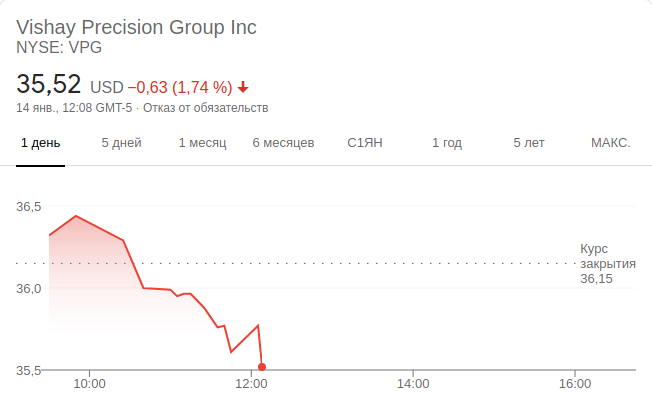 Vishay Precision Group Inc
NYSE: VPG
35,52 USD −0,63 (1,74 %)
14 янв., 12:08 GMT-5 · Отказ от обязательств
1 день 5 дней 1 месяц 6 месяцев С1ЯН 1 год 5 лет МАКС.
36,5
Курс
закрытия
36,15
36,0
35,5
10:00 12:00 14:00 16:00